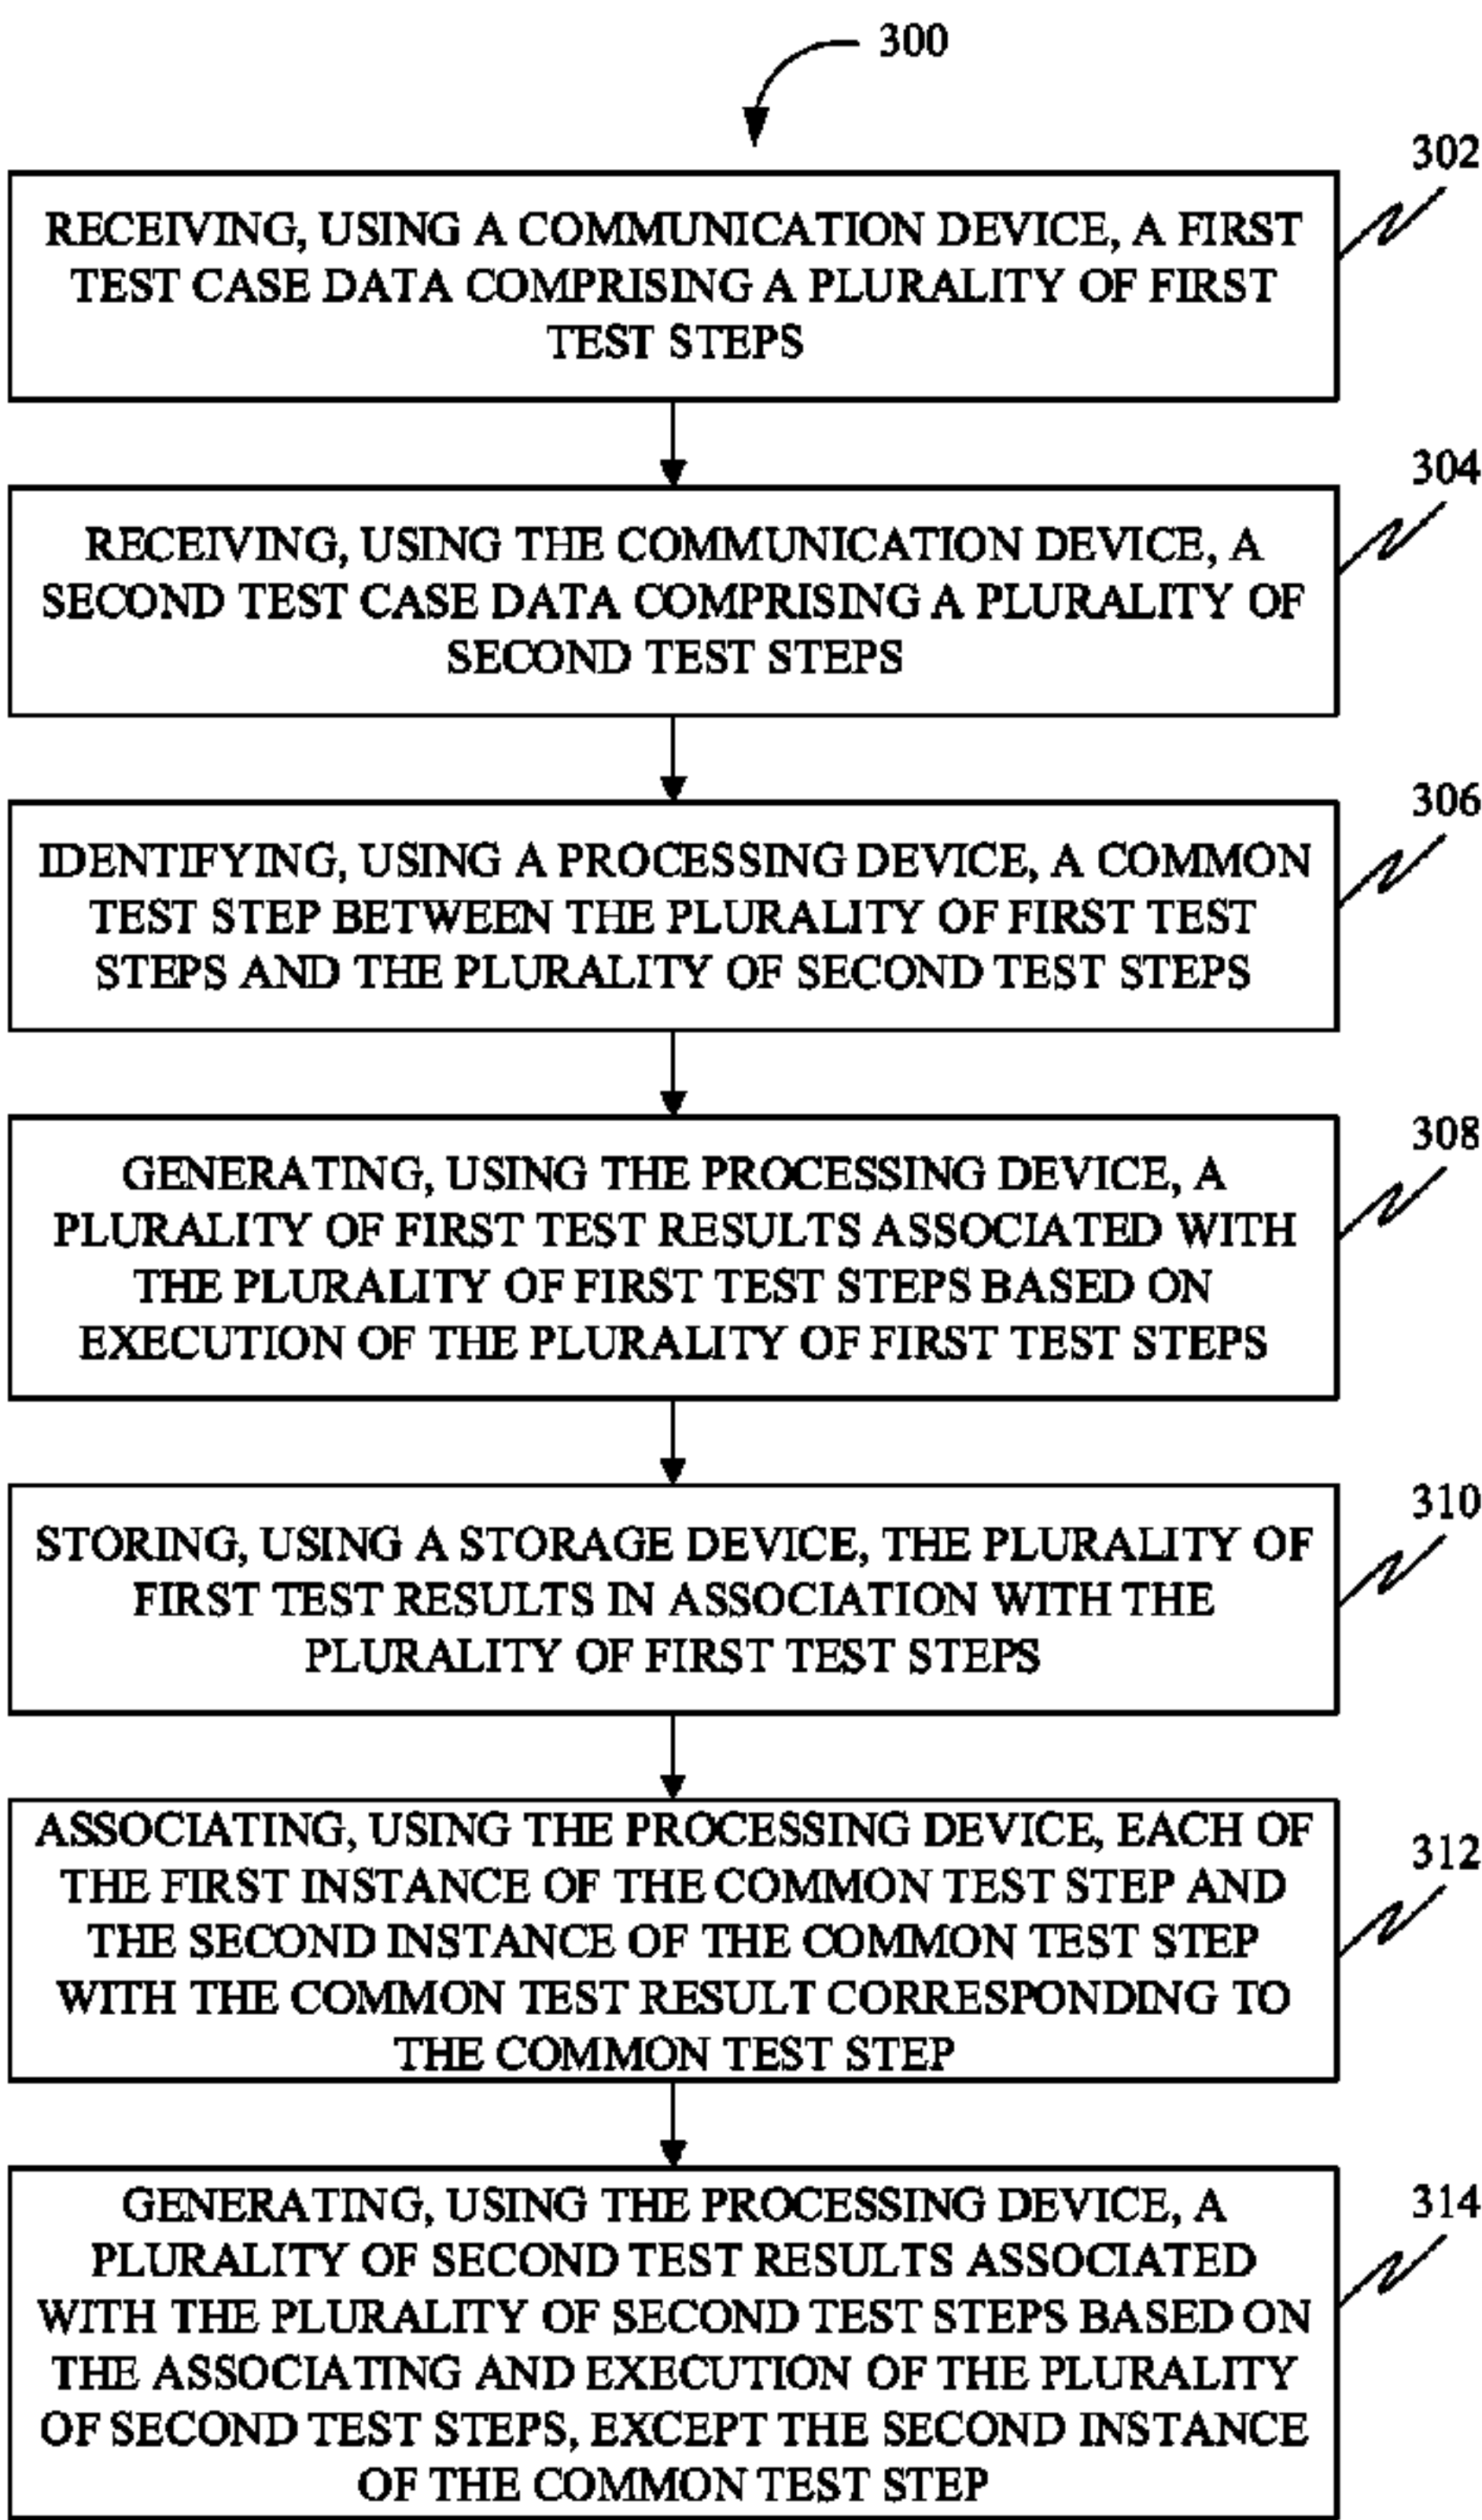 300
302
RECEIVING, USING A COMMUNICATION DEVICE, A FIRST
TEST CASE DATA COMPRISING A PLURALITY OF FIRST
TEST STEPS
304
RECEIVING, USING THE COMMUNICATION DEVICE, A
SECOND TEST CASE DATA COMPRISING A PLURALITY OF
SECOND TEST STEPS
306
IDENTIFYING, USING A PROCESSING DEVICE, A COMMON
TEST STEP BETWEEN THE PLURALITY OF FIRST TEST
STEPS AND THE PLURALITY OF SECOND TEST STEPS
308
GENERATING, USING THE PROCESSING DEVICE, A
PLURALITY OF FIRST TEST RESULTS ASSOCIATED WITH
THE PLURALITY OF FIRST TEST STEPS BASED ON
EXECUTION OF THE PLURALITY OF FIRST TEST STEPS
310
STORING, USING A STORAGE DEVICE, THE PLURALITY OF
FIRST TEST RESULTS IN ASSOCIATION WITH THE
PLURALITY OF FIRST TEST STEPS
312
ASSOCIATING, USING THE PROCESSING DEVICE, EACH OF
THE FIRST INSTANCE OF THE COMMON TEST STEP AND
THE SECOND INSTANCE OF THE COMMON TEST STEP
WITH THE COMMON TEST RESULT CORRESPONDING TO
THE COMMON TEST STEP
314
GENERATING, USING THE PROCESSING DEVICE, A
PLURALITY OF SECOND TEST RESULTS ASSOCIATED
WITH THE PLURALITY OF SECOND TEST STEPS BASED ON
THE ASSOCIATING AND EXECUTION OF THE PLURALITY
OF SECOND TEST STEPS, EXCEPT THE SECOND INSTANCE
OF THE COMMON TEST STEP